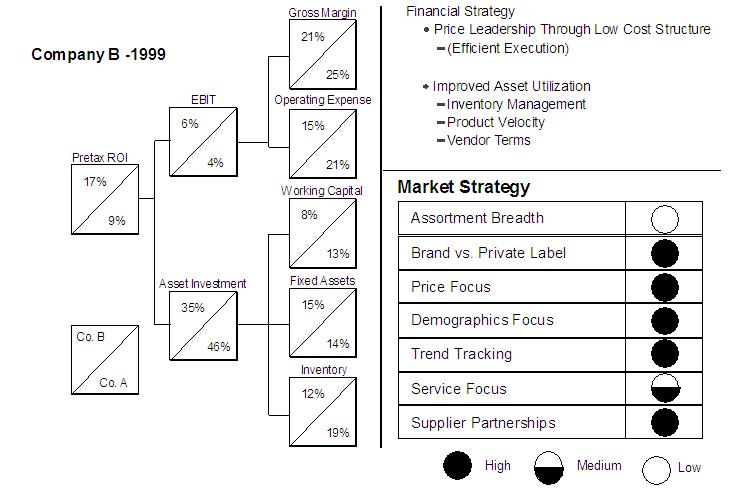 Company B -1999
Gross Margin
21%
25%
EBIT
6%
4%
Operating Expense
15%
21%
Pretax ROI
17%
9%
Working Capital
8%
13%
Asset Investment
35%
46%
Fixed Assets
15%
14%
Inventory
12%
19%
Co. B
Co. A
Financial Strategy
• Price Leadership Through Low Cost Structure
–(Efficient Execution)
• Improved Asset Utilization
–Inventory Management
–Product Velocity
–Vendor Terms
Market Strategy
Assortment Breadth
Brand vs. Private Label
Price Focus
Demographics Focus
Trend Tracking
Service Focus
Supplier Partnerships
High
Medium
Low